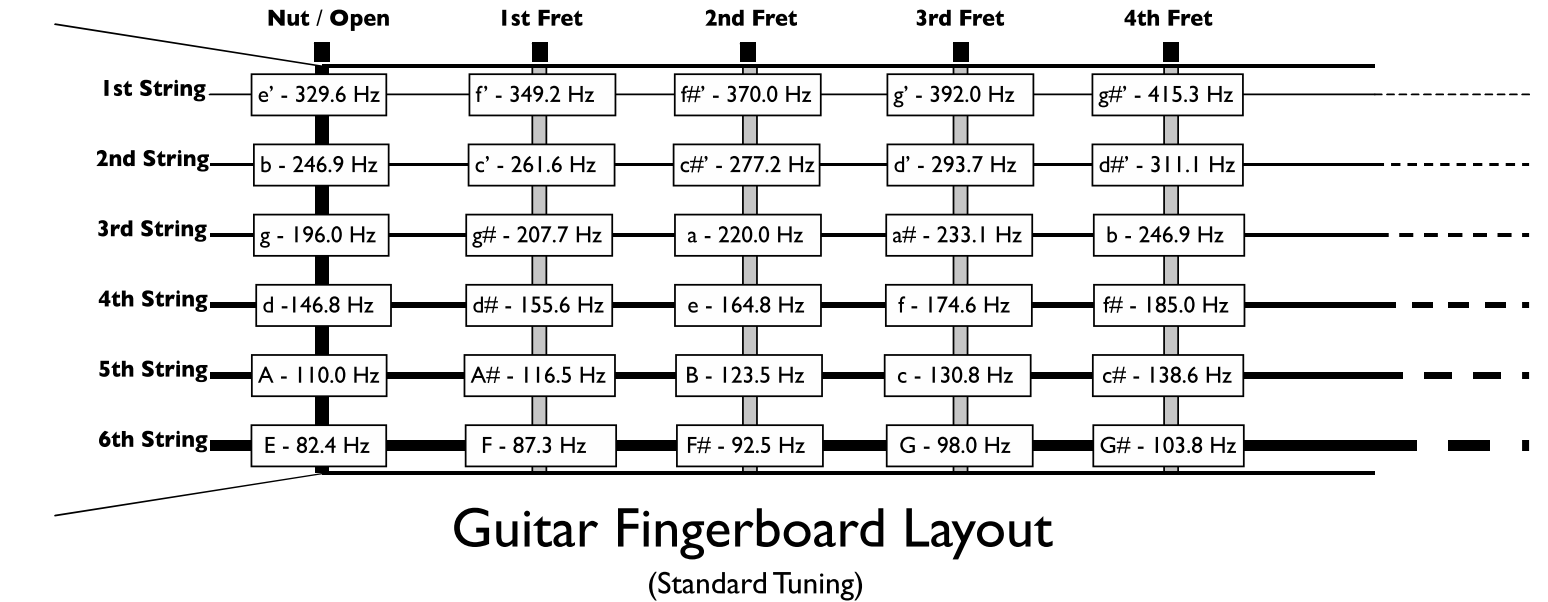 Nut / Open 1st Fret 2nd Fret 3rd Fret 4th Fret
1st String e’ - 329.6 Hz f’ - 349.2 Hz f#’ - 370.0 Hz g’ - 392.0 Hz g#’ - 415.3 Hz
2nd String b - 246.9 Hz c’ - 261.6 Hz c#’ - 277.2 Hz d’ - 293.7 Hz d#’ - 311.1 Hz
3rd String g - 196.0 Hz g# - 207.7 Hz a - 220.0 Hz a# - 233.1 Hz b - 246.9 Hz
4th String d -146.8 Hz d# - 155.6 Hz e - 164.8 Hz f - 174.6 Hz f# - 185.0 Hz
5th String A - 110.0 Hz A# - 116.5 Hz B - 123.5 Hz c - 130.8 Hz c# - 138.6 Hz
6th String E - 82.4 Hz F - 87.3 Hz F# - 92.5 Hz G - 98.0 Hz G# - 103.8 Hz
Guitar Fingerboard Layout
(Standard Tuning)